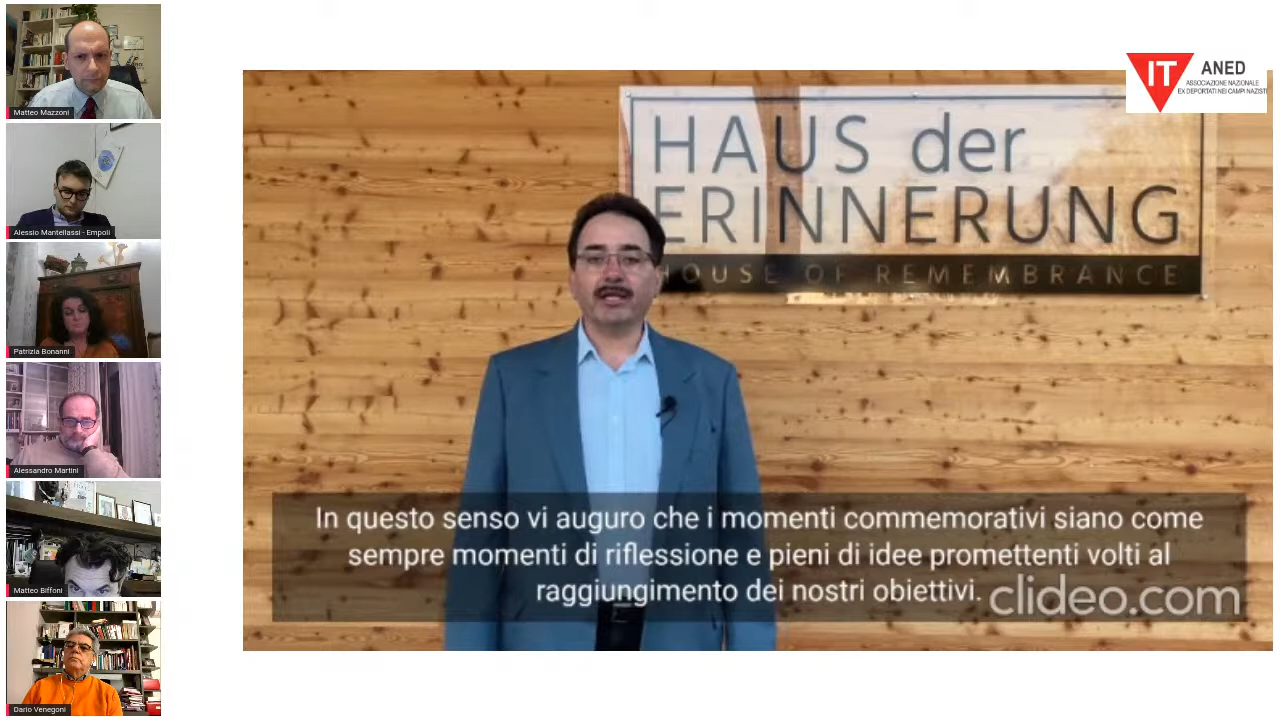 Matteo Mazzoni
Alessio Mantellassi - Empoli
Patrizia Bonanni
Alessandro Martini
Matteo Biffoni
Dario Venegoni
IT
ANED
ASSOCIAZIONE NAZIONALE
EX DEPORTATI NEI CAMPI NAZISTI
HAUS der
ERINNERUNG
HOUSE OF REMEMBRANCE
In questo senso vi auguro che i momenti commemorativi siano come
sempre momenti di riflessione e pieni di idee promettenti volti al
raggiungimento dei nostri obiettivi.
clideo.com